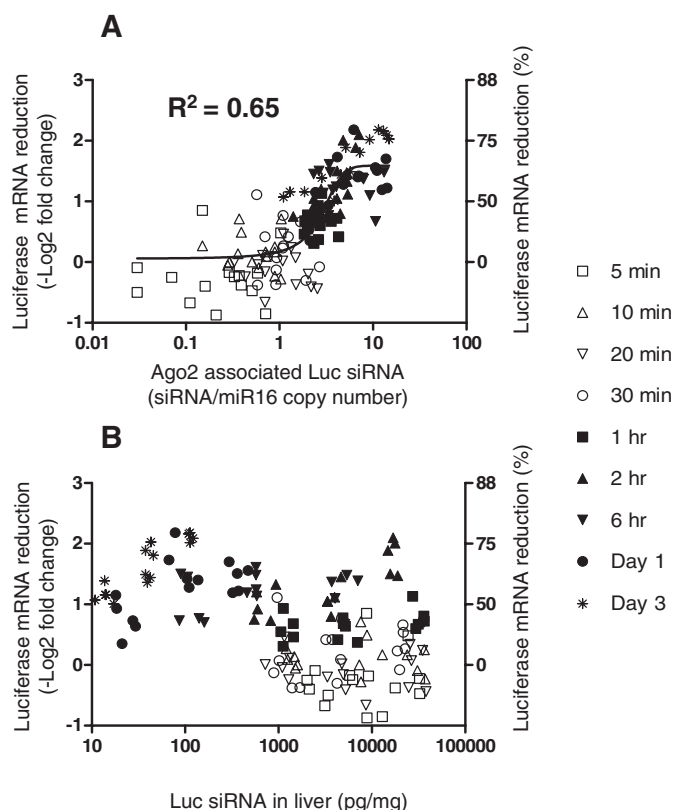 A
R² = 0.65
Luciferase mRNA reduction
(-Log2 fold change)
3
2
1
0
-1
Luciferase mRNA reduction (%)
88
75
50
0
0.01
0.1
1
10
100
Ago2 associated Luc siRNA
(siRNA/miR16 copy number)
5 min
10 min
20 min
30 min
1 hr
2 hr
6 hr
Day 1
Day 3
B
Luciferase mRNA reduction
(-Log2 fold change)
3
2
1
0
-1
Luciferase mRNA reduction (%)
88
75
50
0
10
100
1000
10000
100000
Luc siRNA in liver (pg/mg)